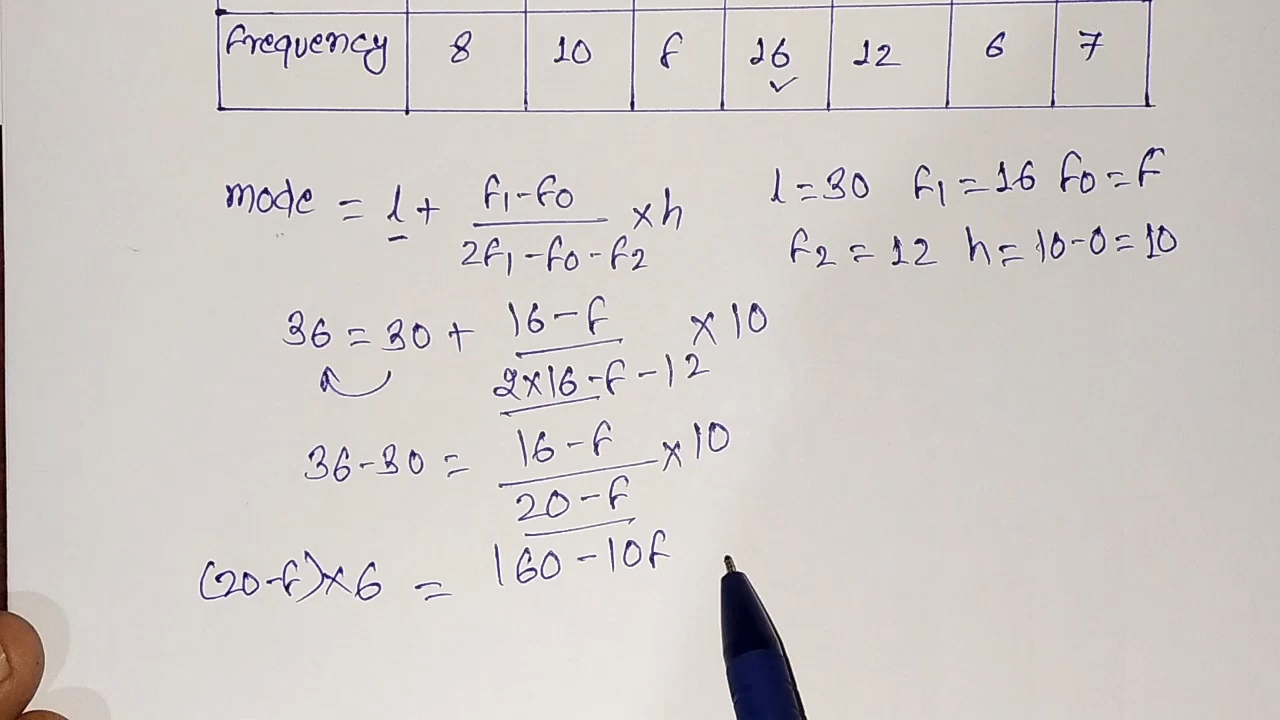 frequency 8 10 f 16 12 6 7
mode = l + f1-f0 / 2f1-f0-f2 × h
l=30 f1=16 f0=f
f2=12 h=10-0=10
36=30+ 16-f / 2×16-f-12 ×10
36-30= 16-f / 20-f ×10
(20-f)×6 = 160-10f